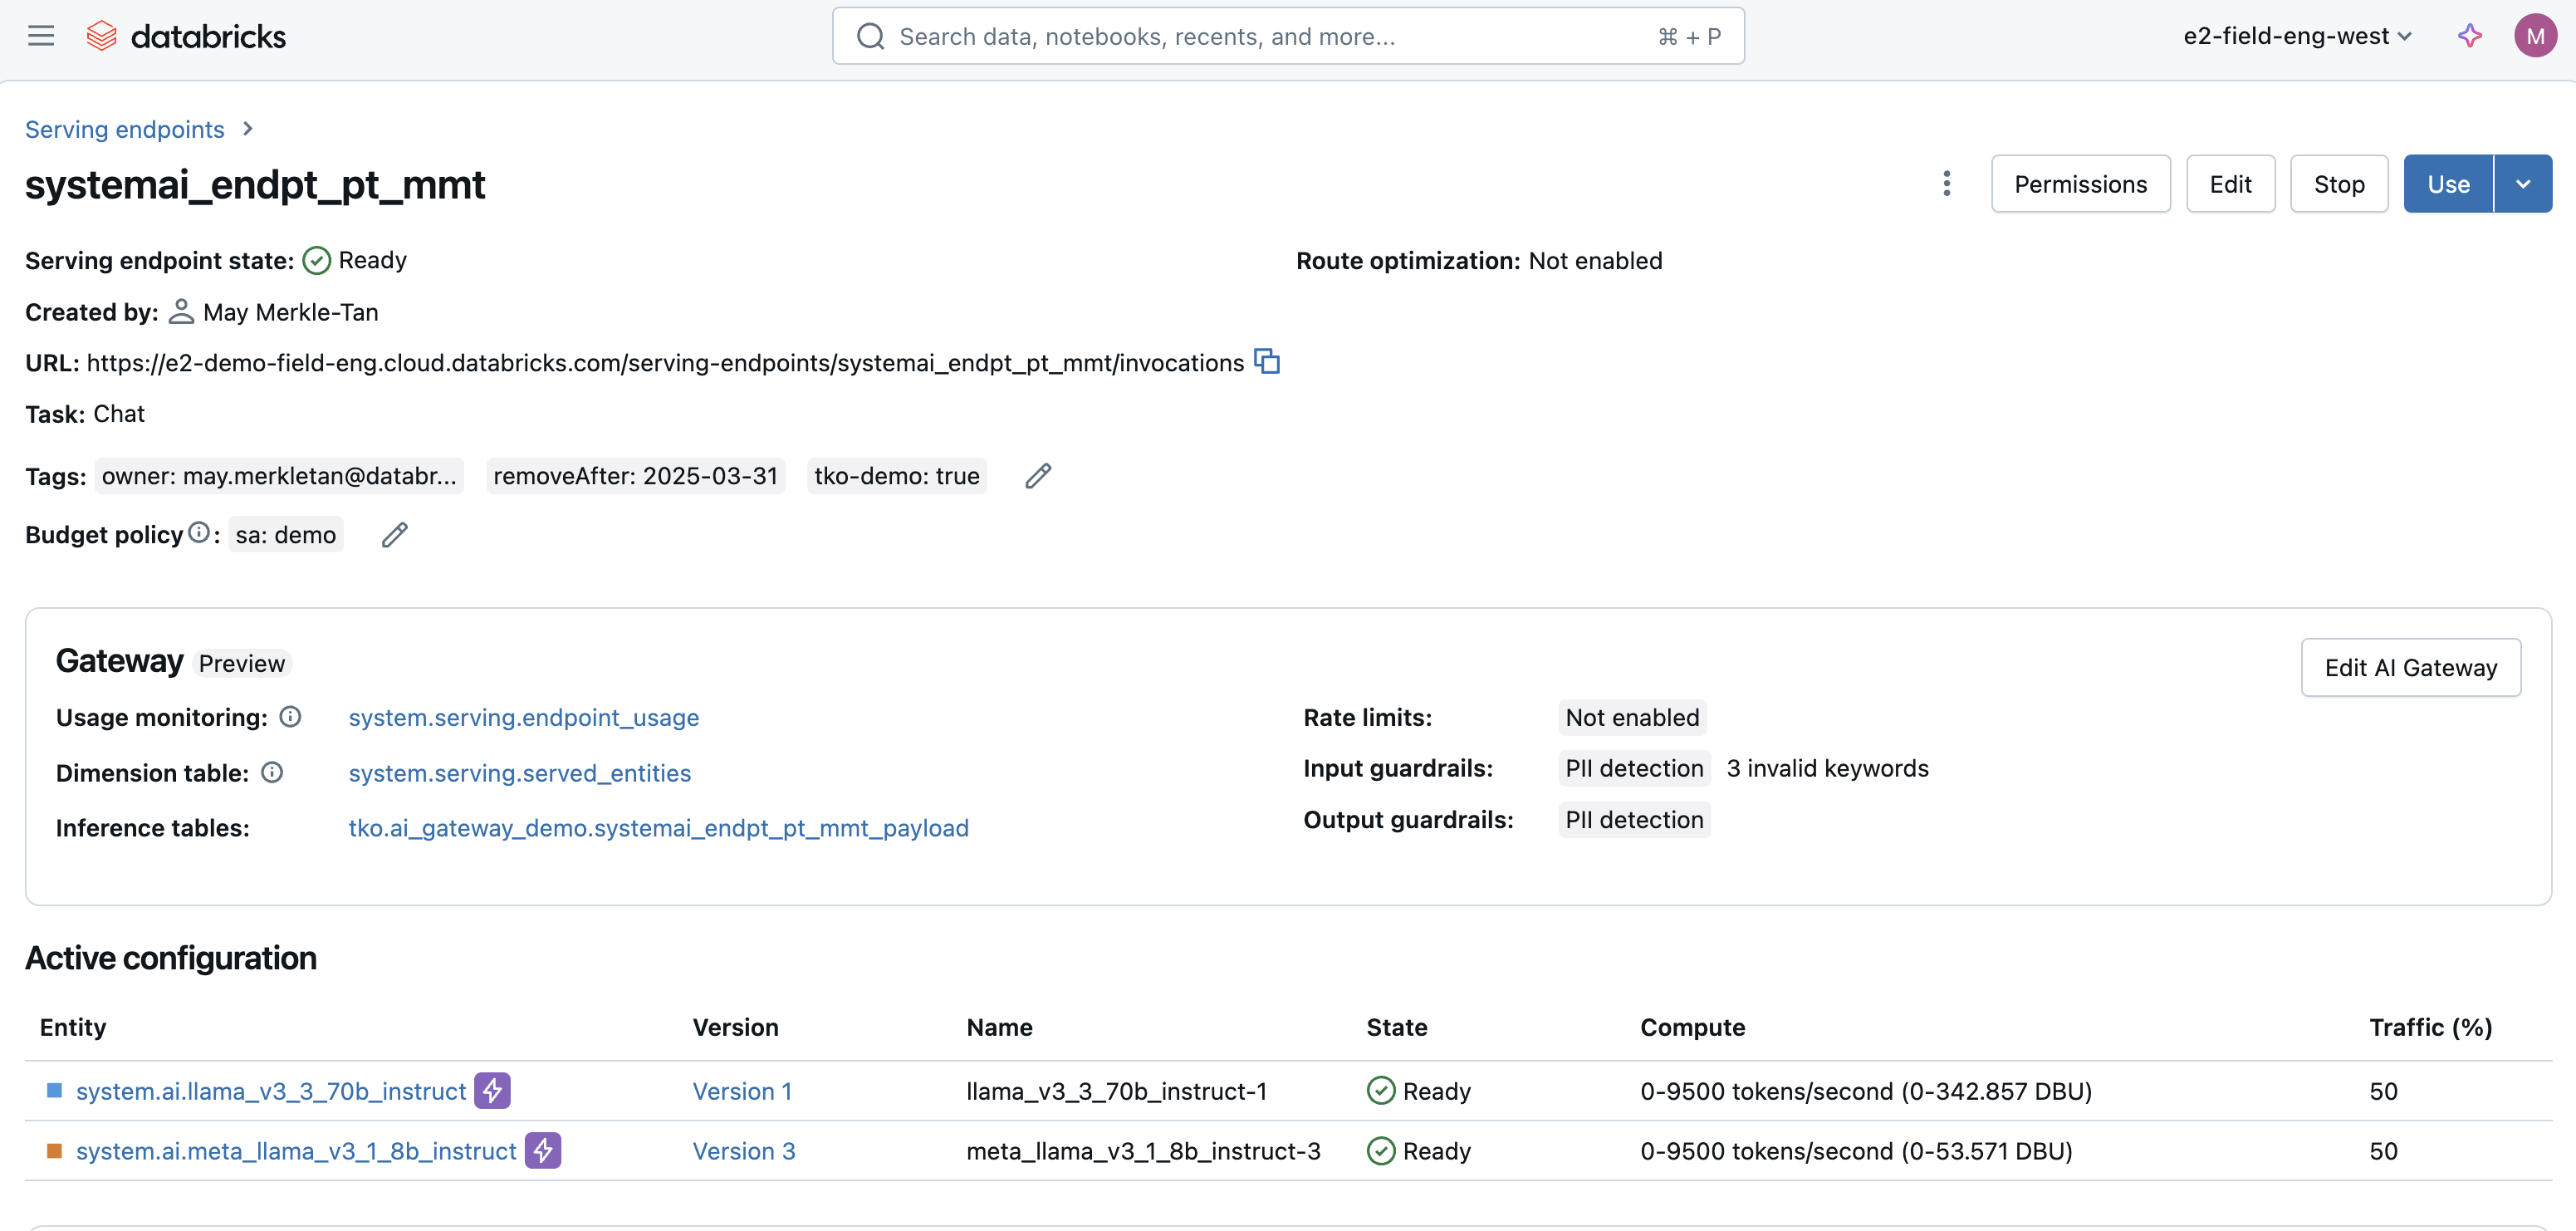 databricks
Search data, notebooks, recents, and more...
⌘ + P
e2-field-eng-west
M
Serving endpoints
systemai_endpt_pt_mmt
Permissions
Edit
Stop
Use
Serving endpoint state: Ready
Route optimization: Not enabled
Created by: May Merkle-Tan
URL: https://e2-demo-field-eng.cloud.databricks.com/serving-endpoints/systemai_endpt_pt_mmt/invocations
Task: Chat
Tags: owner: may.merkletan@databr... removeAfter: 2025-03-31 tko-demo: true
Budget policy : sa: demo
Gateway Preview
Edit AI Gateway
Usage monitoring: system.serving.endpoint_usage
Dimension table: system.serving.served_entities
Inference tables: tko.ai_gateway_demo.systemai_endpt_pt_mmt_payload
Rate limits: Not enabled
Input guardrails: PII detection 3 invalid keywords
Output guardrails: PII detection
Active configuration
Entity Version Name State Compute Traffic (%)
system.ai.llama_v3_3_70b_instruct Version 1 llama_v3_3_70b_instruct-1 Ready 0-9500 tokens/second (0-342.857 DBU) 50
system.ai.meta_llama_v3_1_8b_instruct Version 3 meta_llama_v3_1_8b_instruct-3 Ready 0-9500 tokens/second (0-53.571 DBU) 50